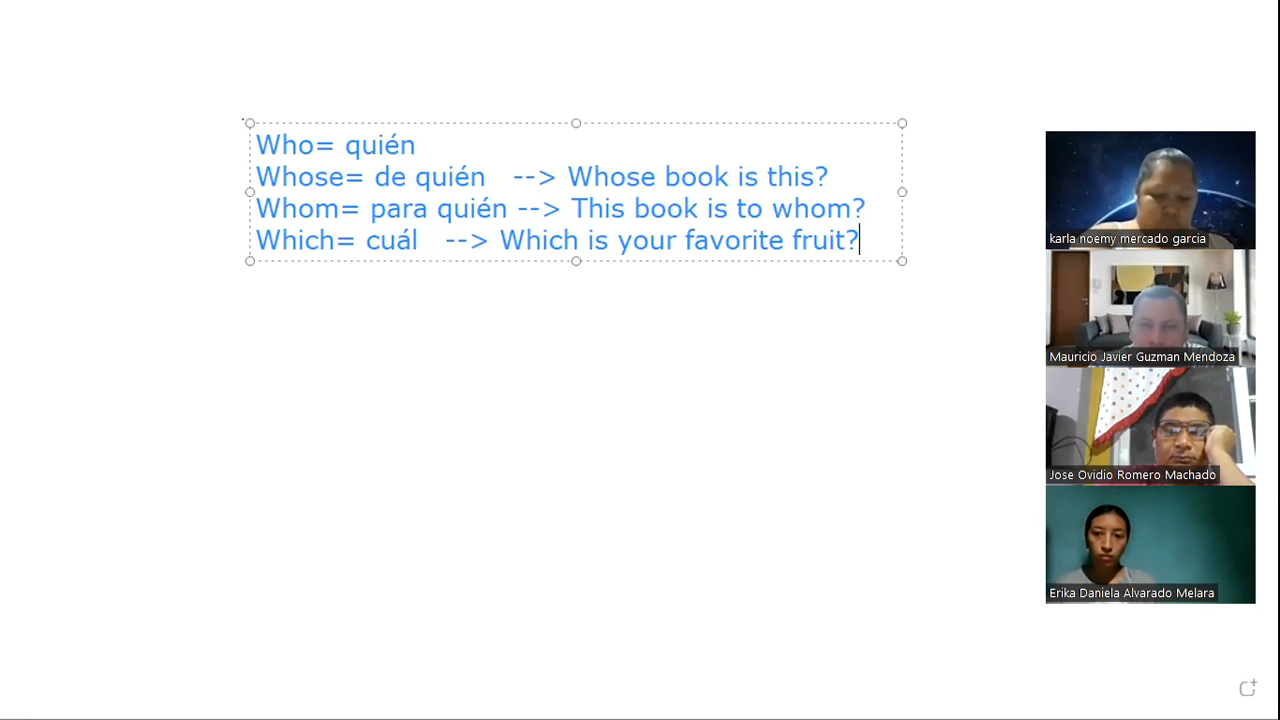 Who= quién
Whose= de quién --> Whose book is this?
Whom= para quién --> This book is to whom?
Which= cuál --> Which is your favorite fruit?
karla noemy mercado garcia
Mauricio Javier Guzman Mendoza
Jose Ovidio Romero Machado
Erika Daniela Alvarado Melara